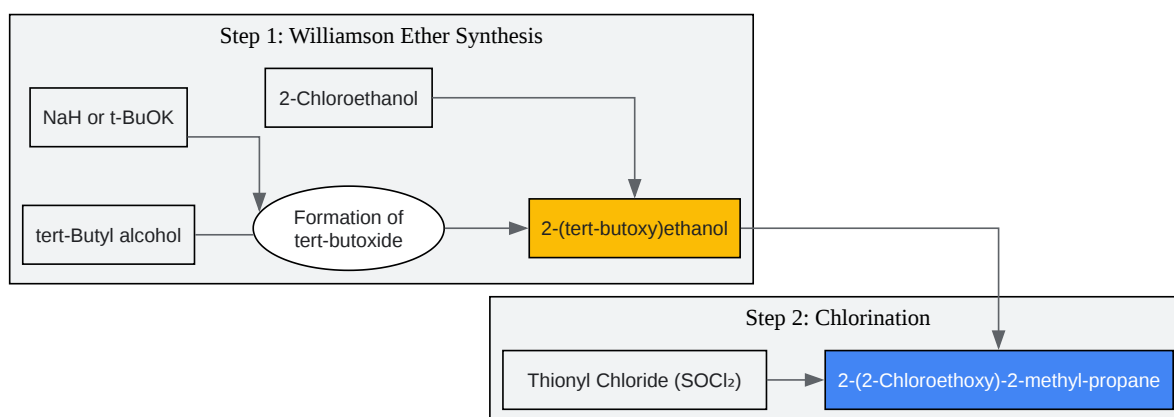 Step 1: Williamson Ether Synthesis
2-Chloroethanol
NaH or t-BuOK
tert-Butyl alcohol
Formation of
tert-butoxide
2-(tert-butoxy)ethanol
Step 2: Chlorination
Thionyl Chloride (SOCl₂)
2-(2-Chloroethoxy)-2-methyl-propane